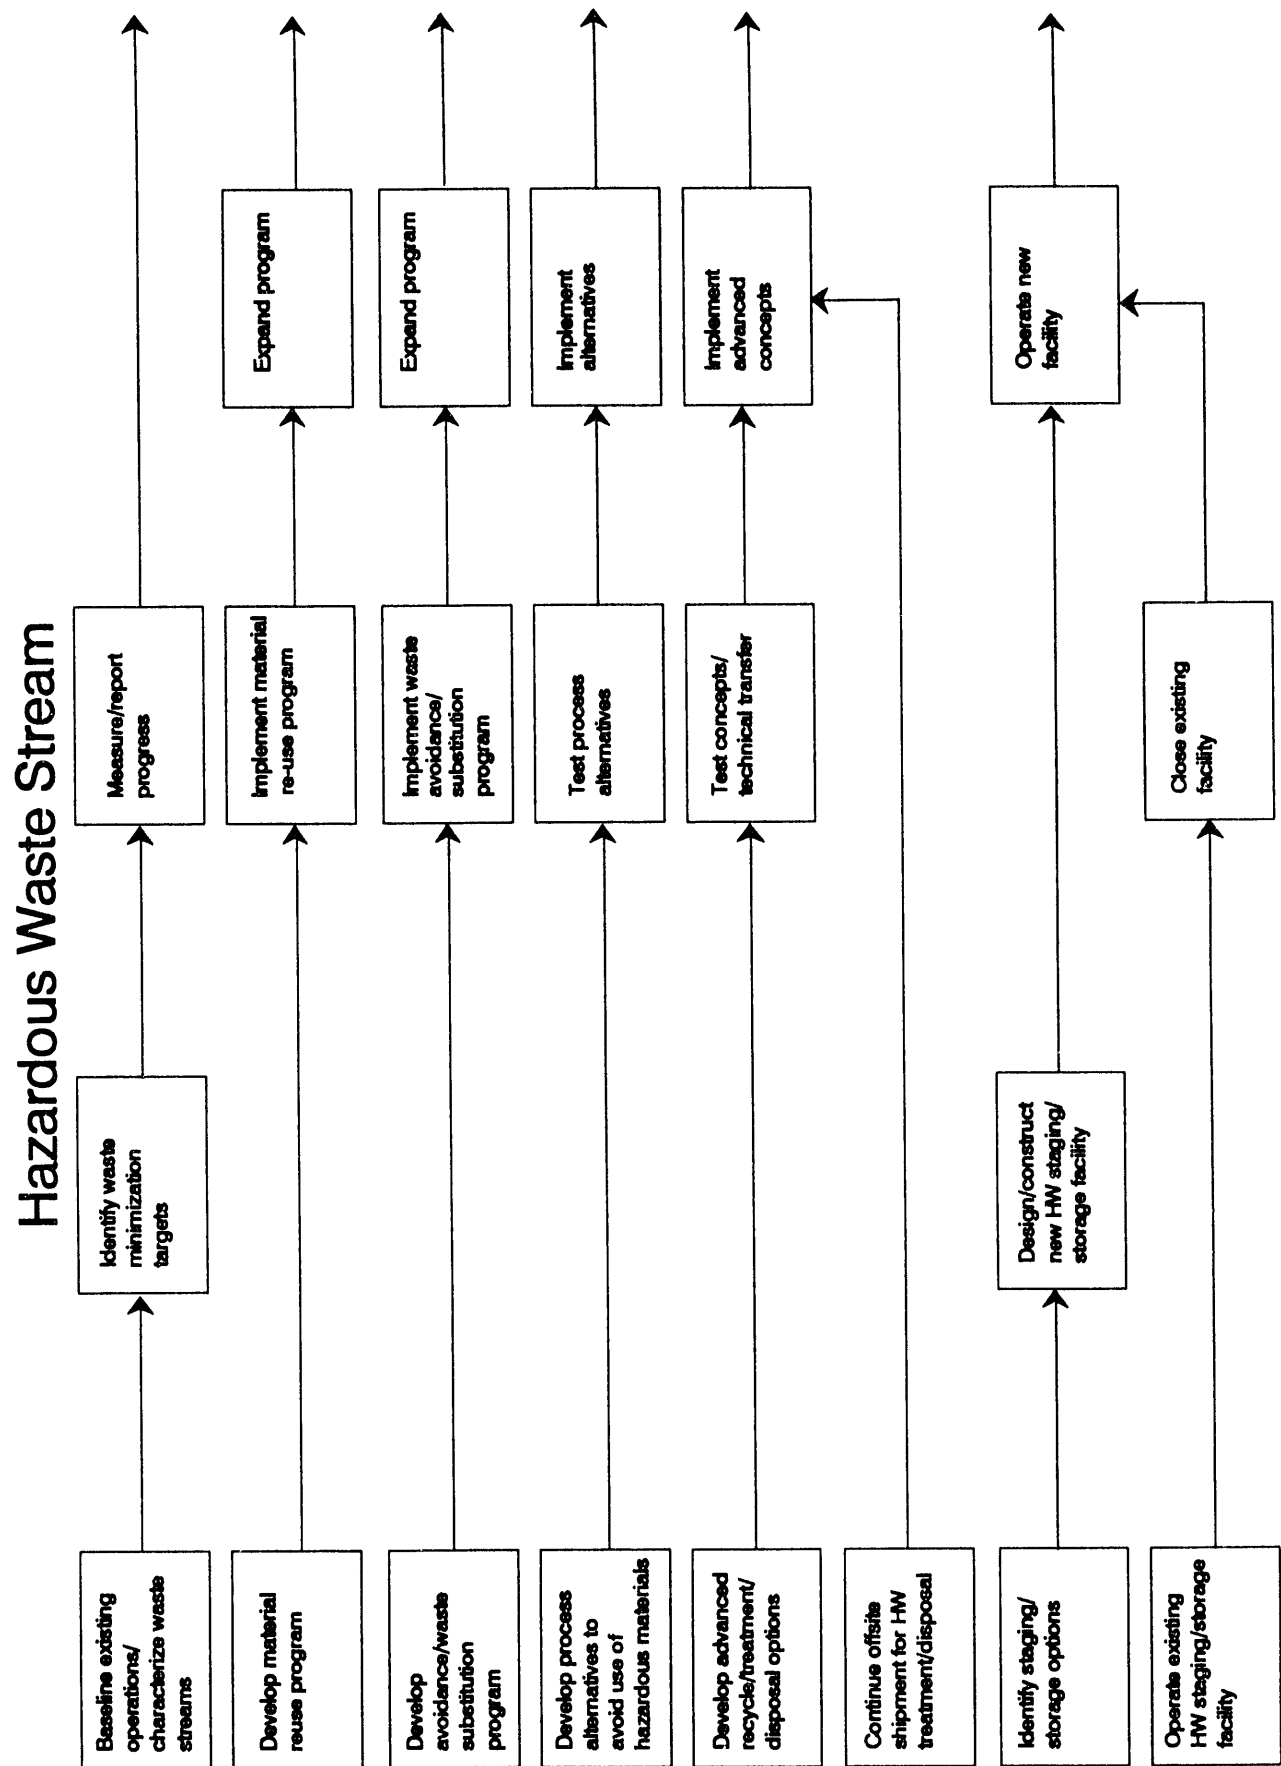 Hazardous Waste Stream
Baseline existing
operations/
characterize waste
streams
Identify waste
minimization
targets
Measure/report
progress
Develop material
reuse program
Implement material
re-use program
Expand program
Develop
avoidance/waste
substitution
program
Implement waste
avoidance/
substitution
program
Expand program
Develop process
alternatives to
avoid use of
hazardous materials
Test process
alternatives
Implement
alternatives
Develop advanced
recycle/treatment/
disposal options
Test concepts/
technical transfer
Implement
advanced
concepts
Continue offsite
shipment for HW
treatment/disposal
Identify staging/
storage options
Design/construct
new HW staging/
storage facility
Operate new
facility
Operate existing
HW staging/storage
facility
Close existing
facility